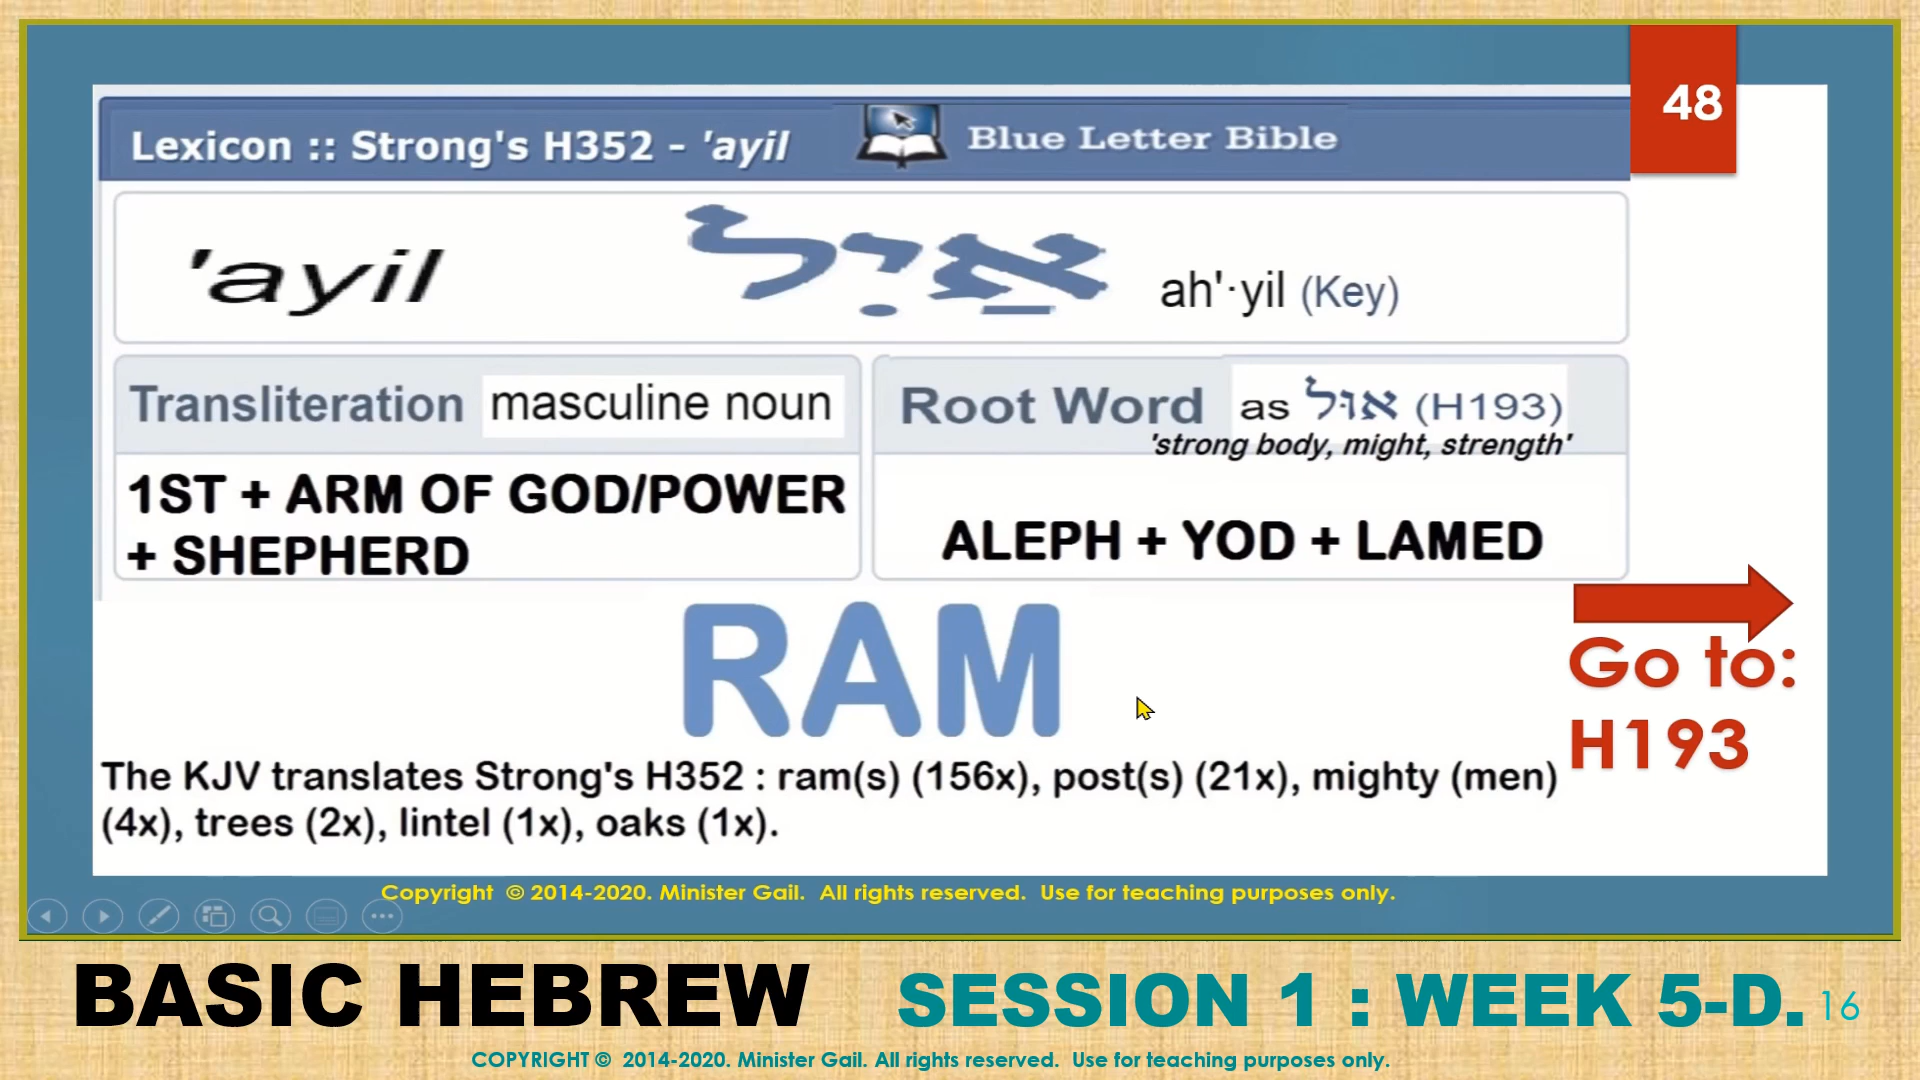 48
Lexicon :: Strong's H352 - 'ayil
Blue Letter Bible
'ayil אַיִל ah'·yil (Key)
Transliteration masculine noun
1ST + ARM OF GOD/POWER
+ SHEPHERD
Root Word as אוּל (H193)
'strong body, might, strength'
ALEPH + YOD + LAMED
RAM
Go to:
H193
The KJV translates Strong's H352 : ram(s) (156x), post(s) (21x), mighty (men)
(4x), trees (2x), lintel (1x), oaks (1x).
Copyright © 2014-2020. Minister Gail. All rights reserved. Use for teaching purposes only.
BASIC HEBREW SESSION 1 : WEEK 5-D. 16
COPYRIGHT © 2014-2020. Minister Gail. All rights reserved. Use for teaching purposes only.